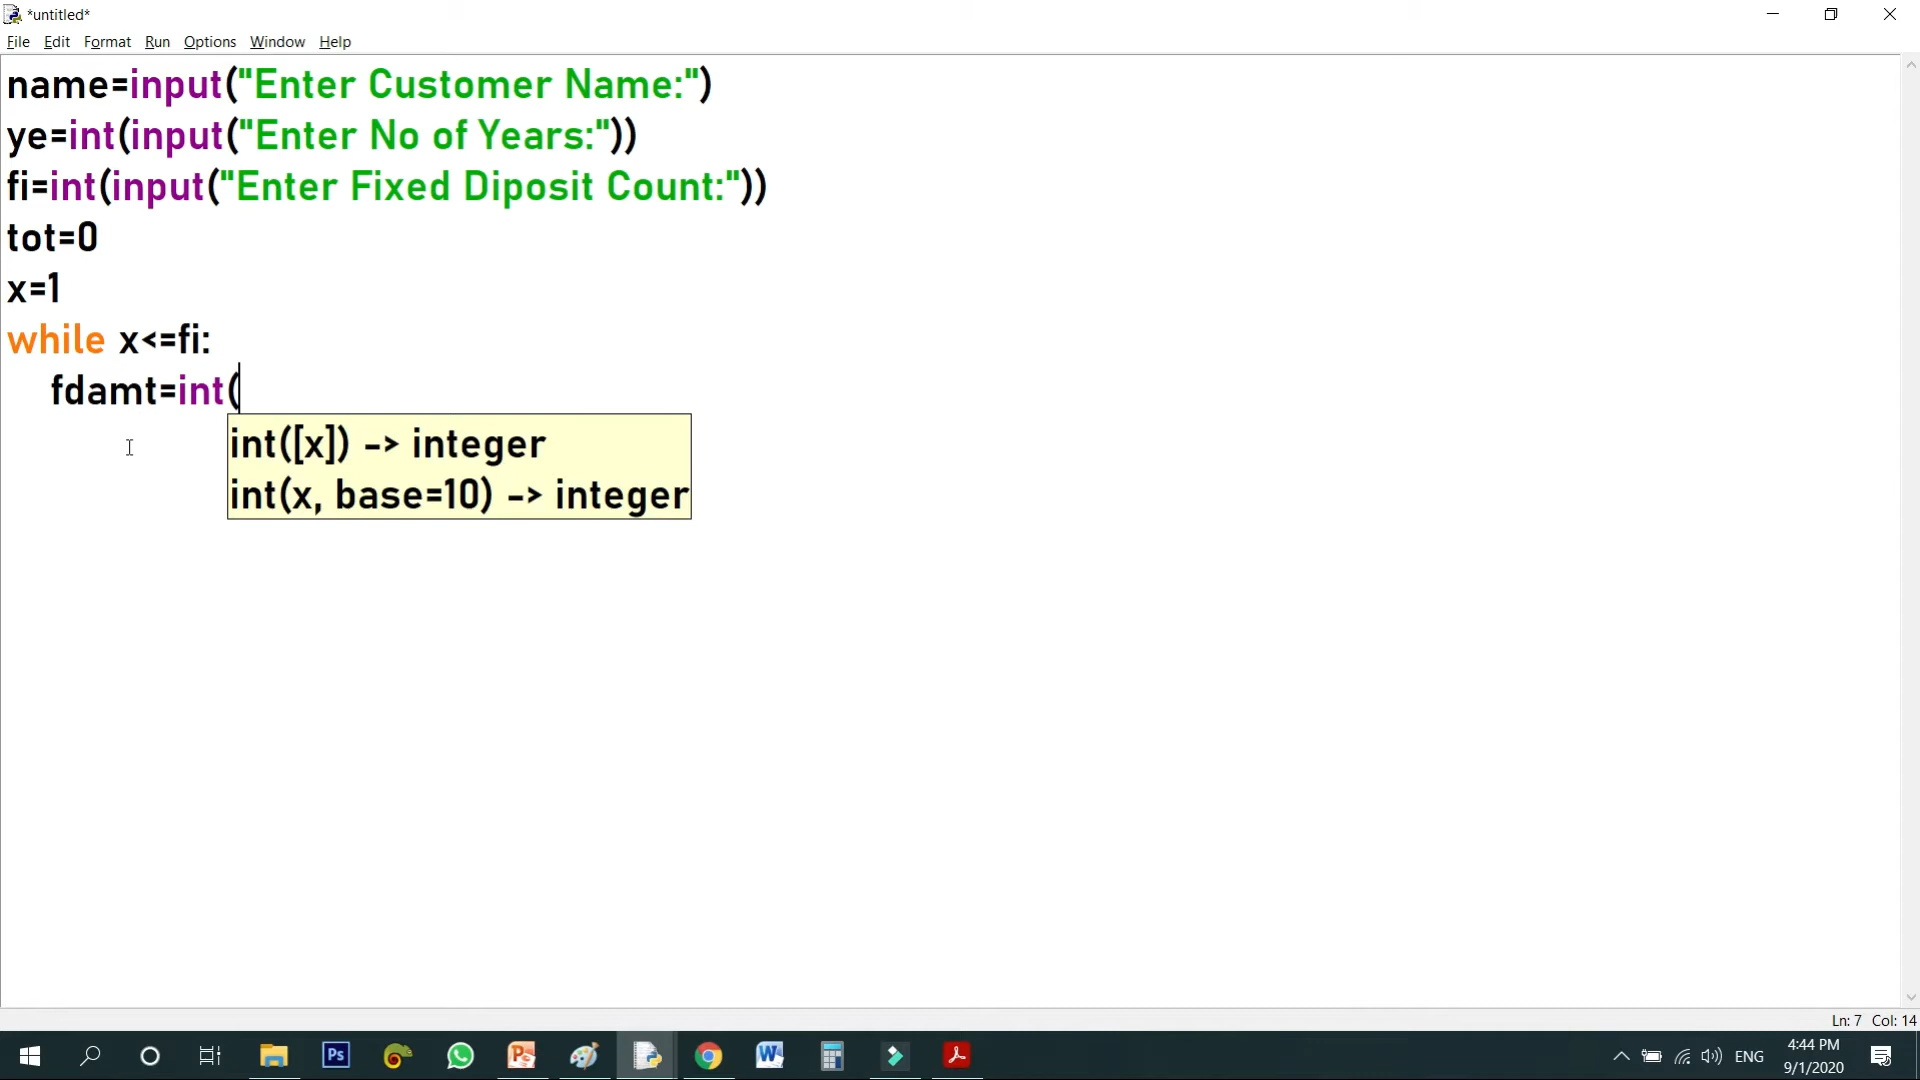 *untitled*
File Edit Format Run Options Window Help
name=input("Enter Customer Name:")
ye=int(input("Enter No of Years:"))
fi=int(input("Enter Fixed Diposit Count:"))
tot=0
x=1
while x<=fi:
fdamt=int(
int([x]) -> integer
int(x, base=10) -> integer
Ln: 7 Col: 14
Ps
ENG
4:44 PM
9/1/2020